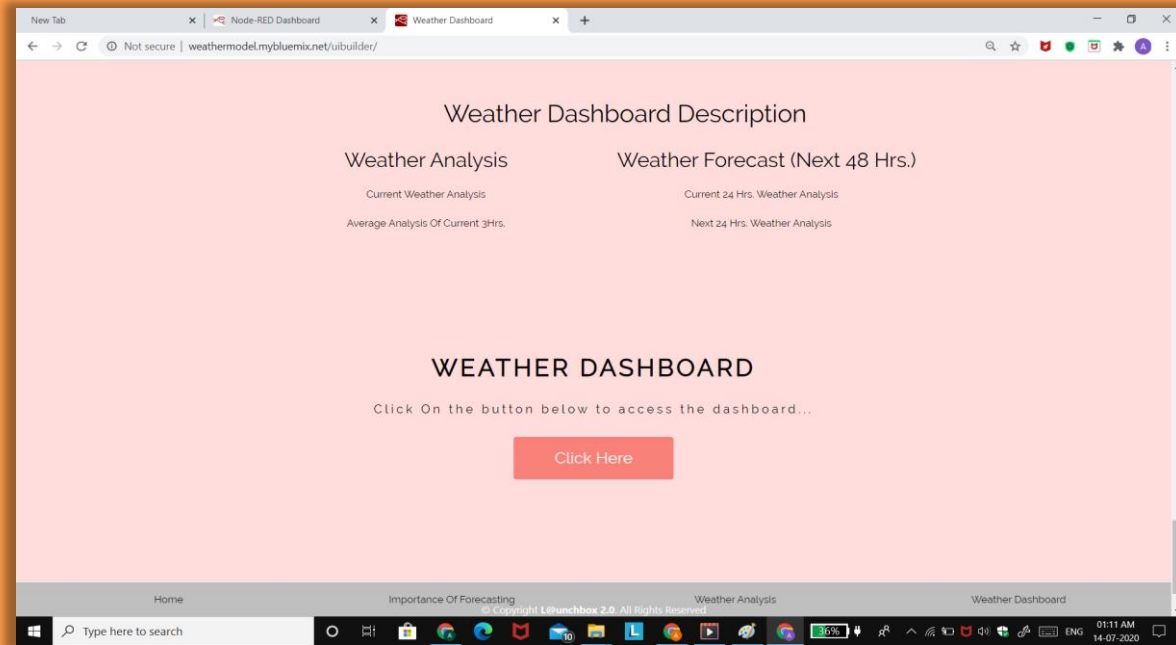 New Tab
Node-RED Dashboard
Weather Dashboard
Not secure | weathermodel.mybluemix.net/uibuilder/
A
Weather Dashboard Description
Weather Analysis
Weather Forecast (Next 48 Hrs.)
Current Weather Analysis
Current 24 Hrs. Weather Analysis
Average Analysis Of Current 3Hrs.
Next 24 Hrs. Weather Analysis
WEATHER DASHBOARD
Click On the button below to access the dashboard...
Click Here
Home
Importance Of Forecasting
Weather Analysis
Weather Dashboard
© Copyright L@unchbox 2.0. All Rights Reserved
Type here to search
10
L
36%
ENG
01:11 AM
14-07-2020